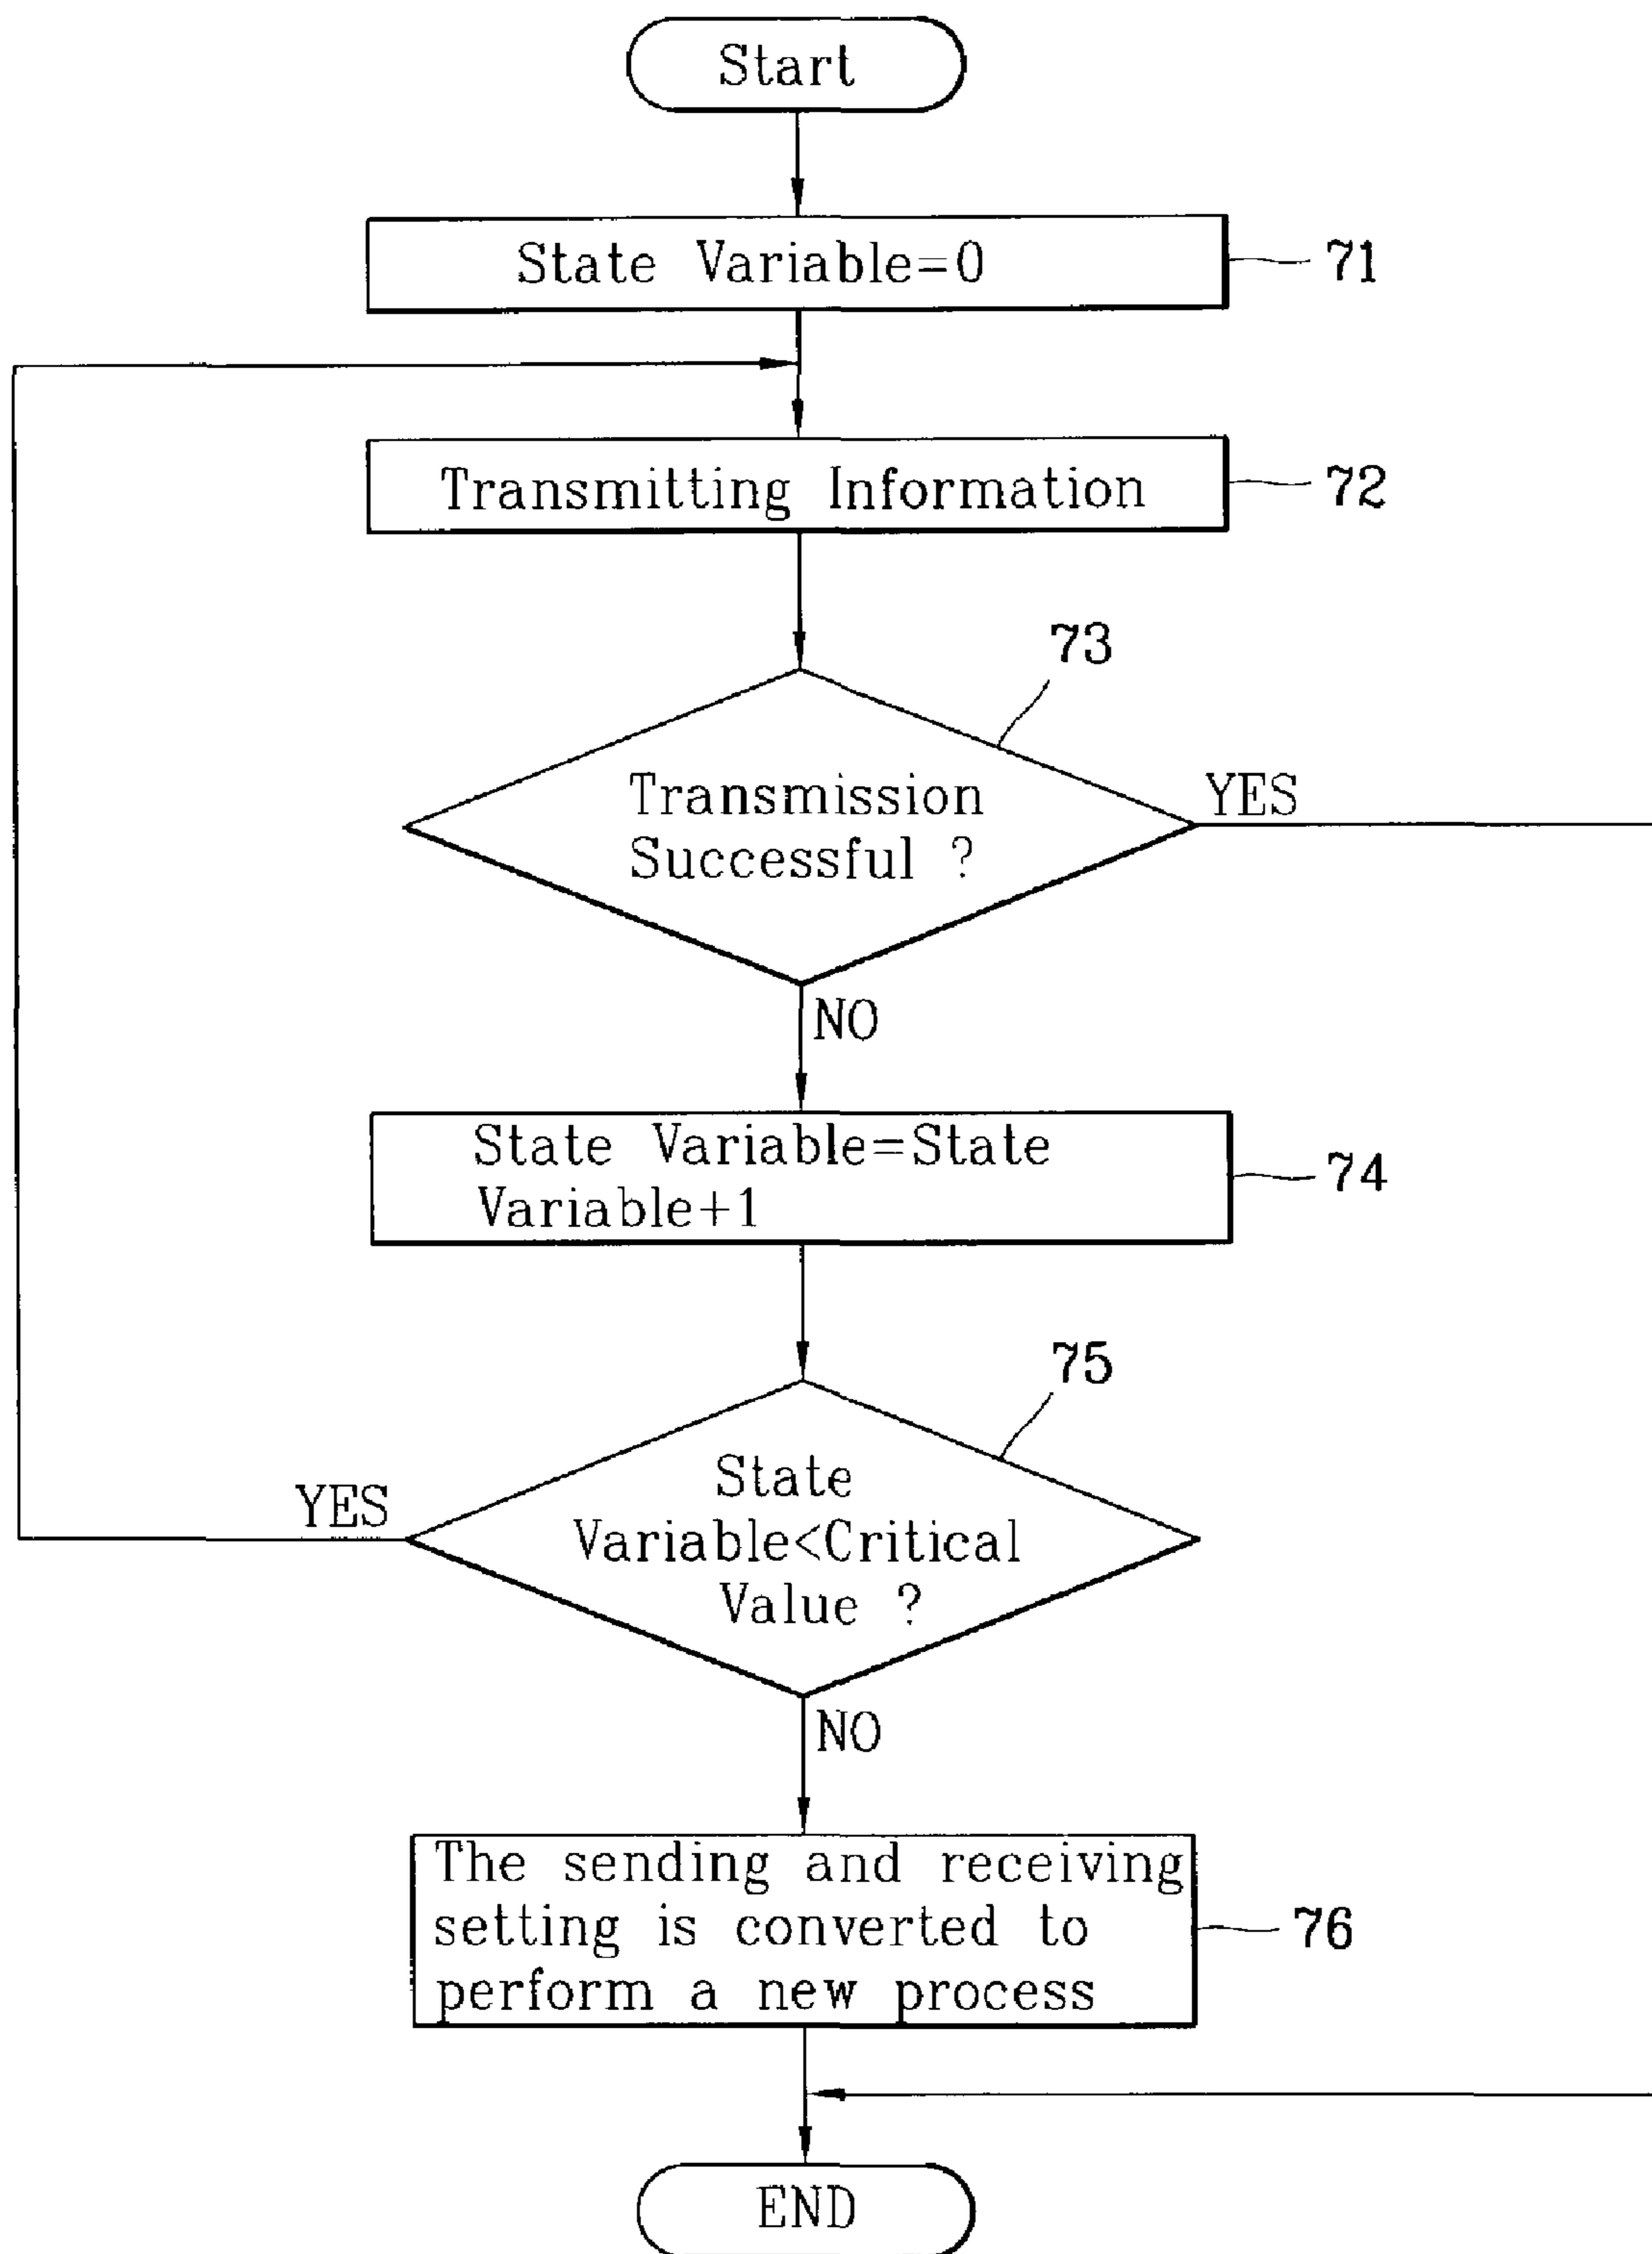 Start
State Variable=0
71
Transmitting Information
72
73
Transmission
Successful ?
YES
NO
State Variable=State
Variable+1
74
75
State
Variable<Critical
Value ?
YES
NO
The sending and receiving
setting is converted to
perform a new process
76
END